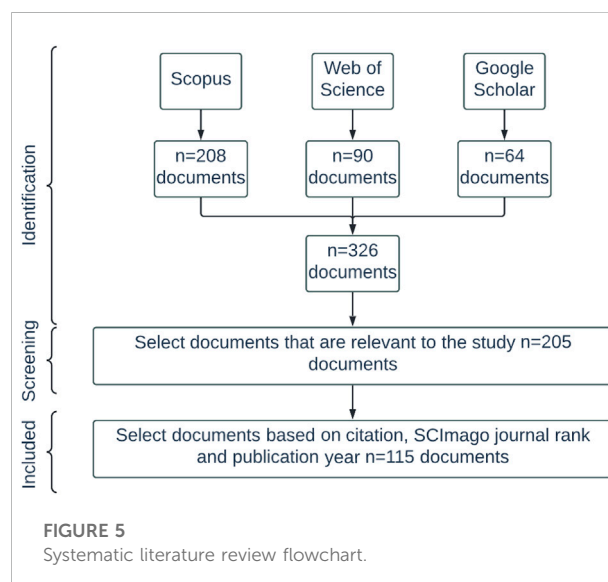 Identification
Scopus
Web of
Science
Google
Scholar
n=208
documents
n=90
documents
n=64
documents
n=326
documents
Screening
Select documents that are relevant to the study n=205
documents
Included
Select documents based on citation, SCImago journal rank
and publication year n=115 documents
FIGURE 5
Systematic literature review flowchart.